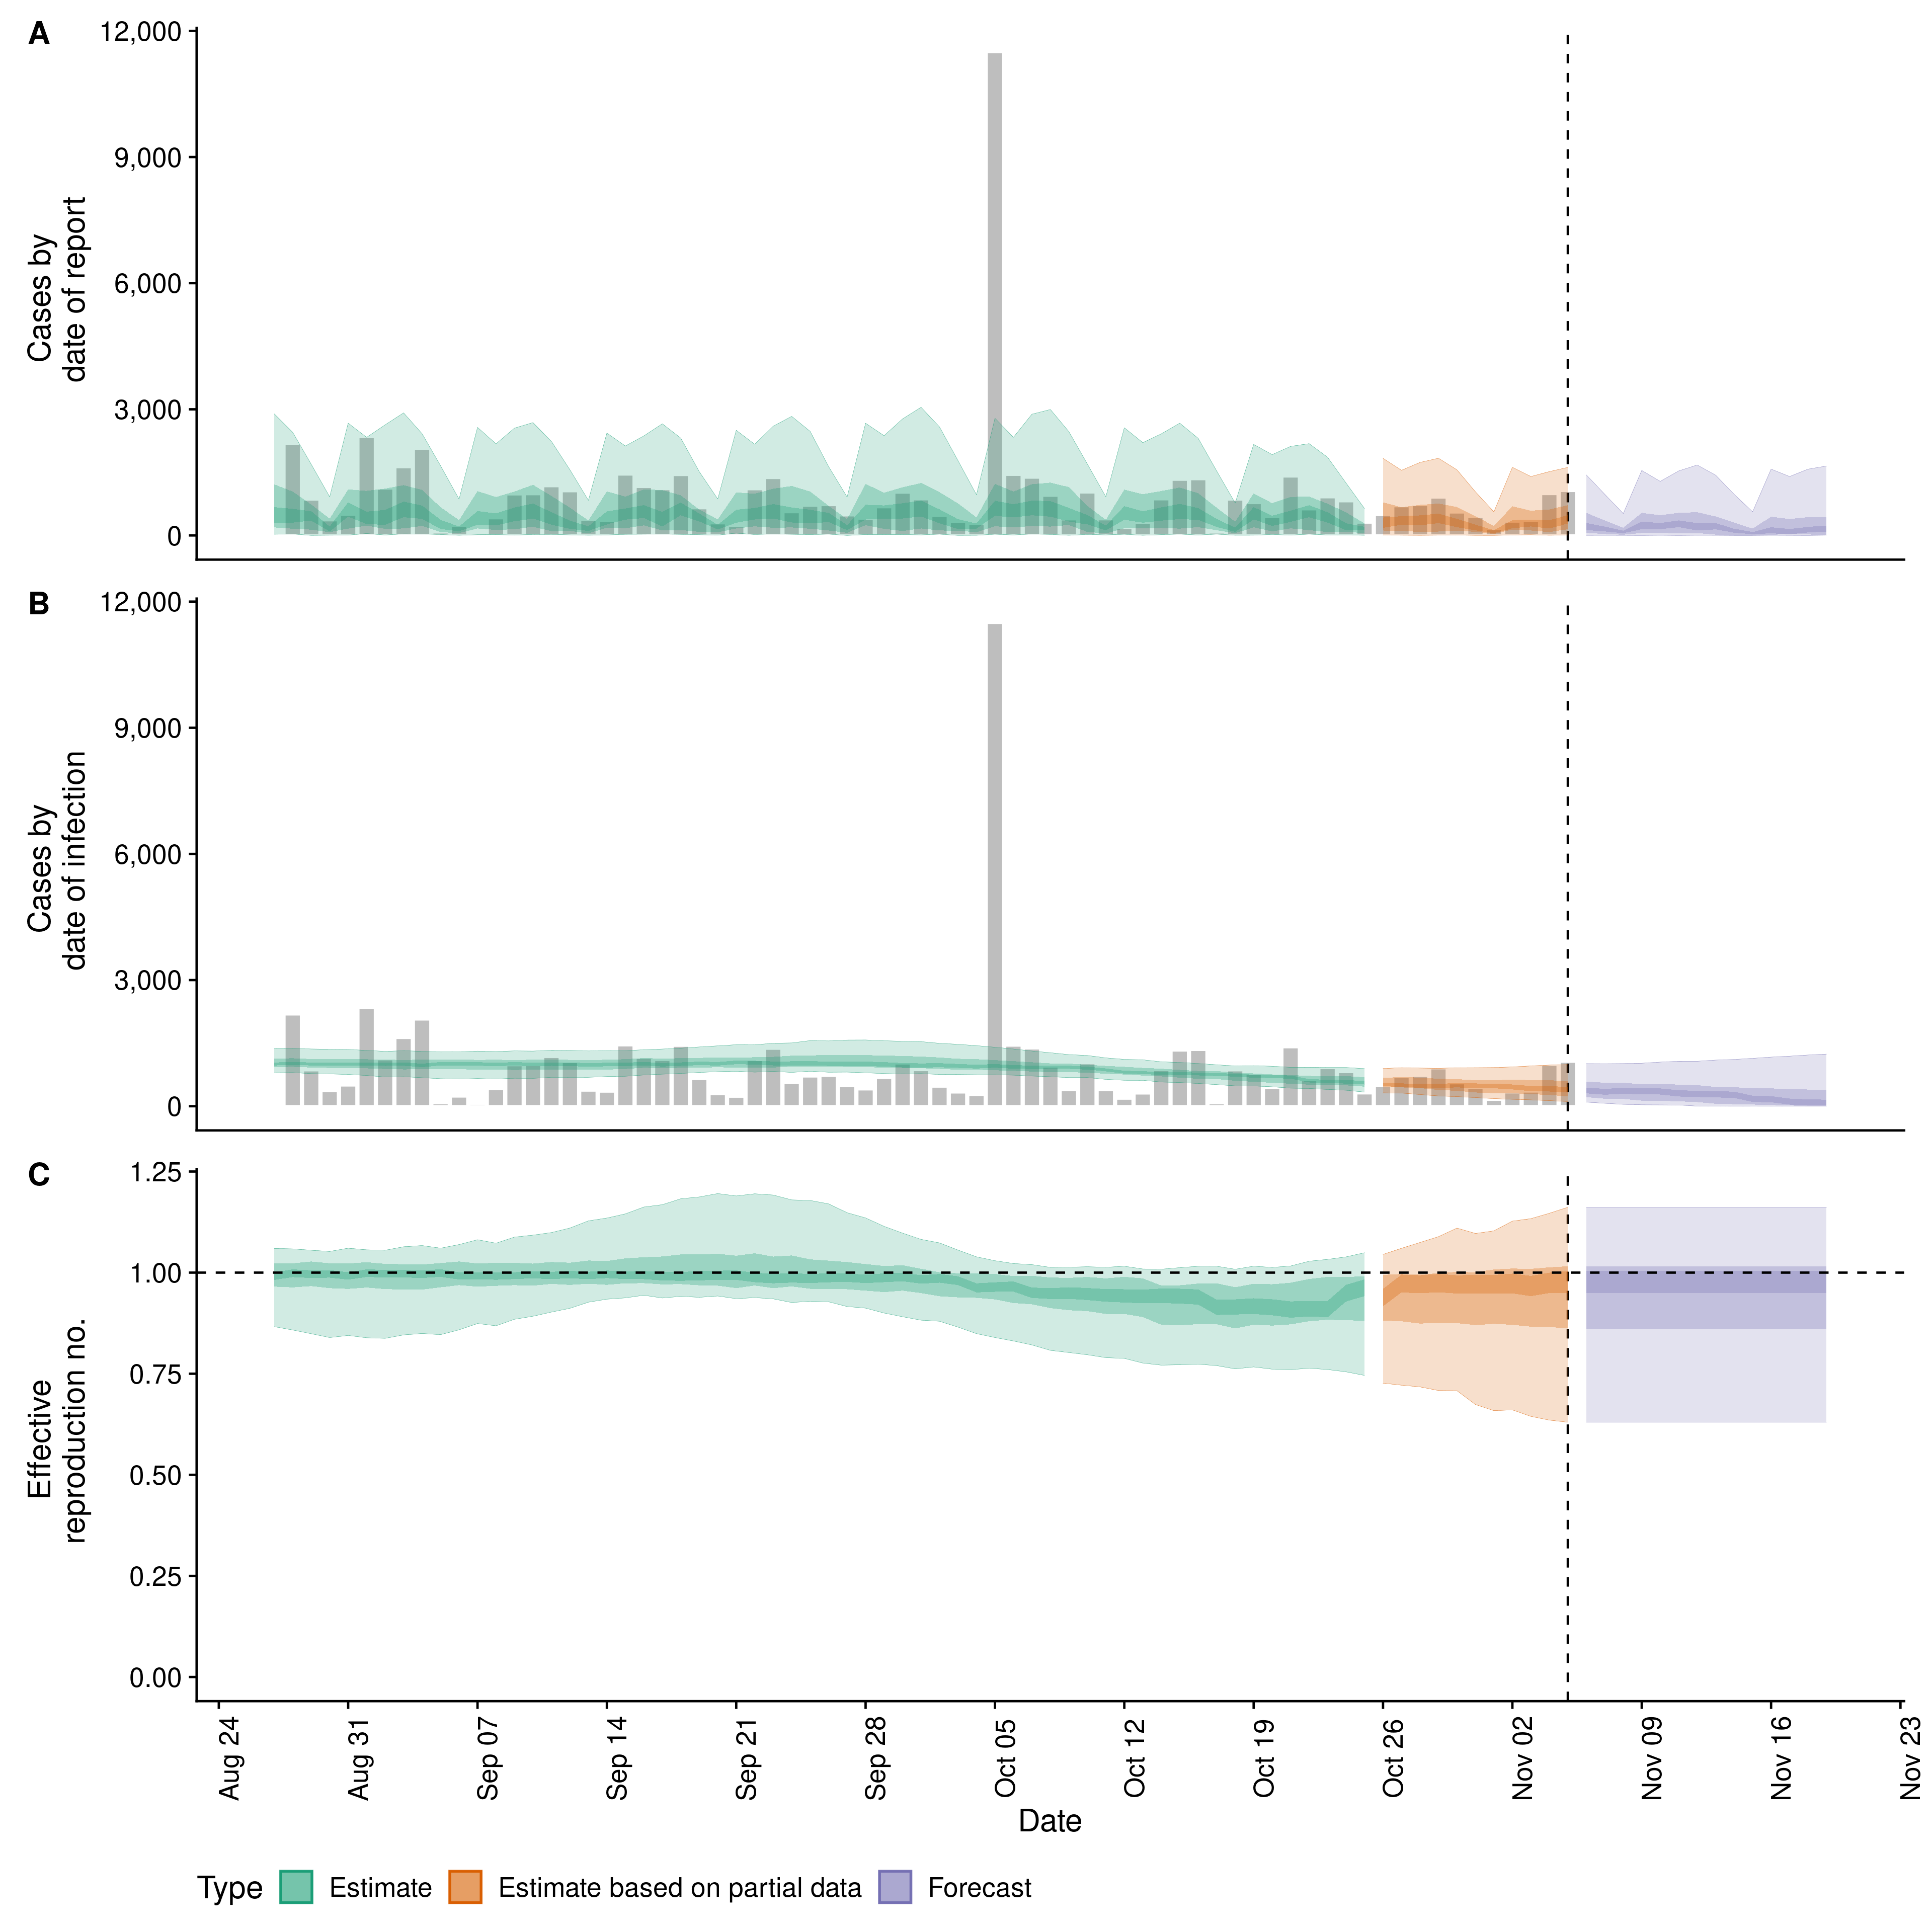 A
12,000
9,000
6,000
3,000
0
Cases by
date of report
B
12,000
9,000
6,000
3,000
0
Cases by
date of infection
C
1.25
1.00
0.75
0.50
0.25
0.00
Effective
reproduction no.
Aug 24
Aug 31
Sep 07
Sep 14
Sep 21
Sep 28
Oct 05
Oct 12
Oct 19
Oct 26
Nov 02
Nov 09
Nov 16
Nov 23
Date
Type Estimate Estimate based on partial data Forecast